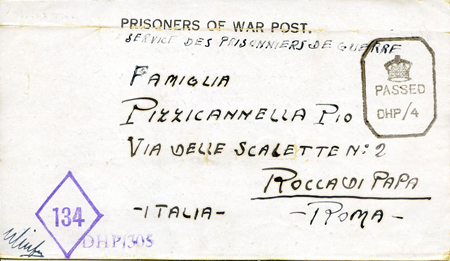 PRISONERS OF WAR POST.
SERVICE DES PRISONNIERS DE GUERRE
PASSED
DHP/4
FAMIGLIA
PIZZICANNELLA PIO
VIA DELLE SCALETTE N: 2
ROCCA DI PAPA
-ITALIA- -ROMA-
134
DHP/305